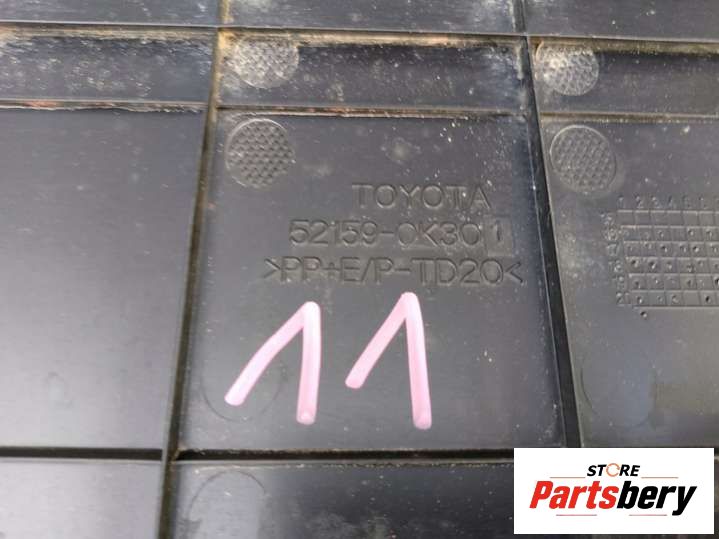 TOYOTA
52159-0K301
>PP+E/P-TD20<
11
STORE
Partsbery